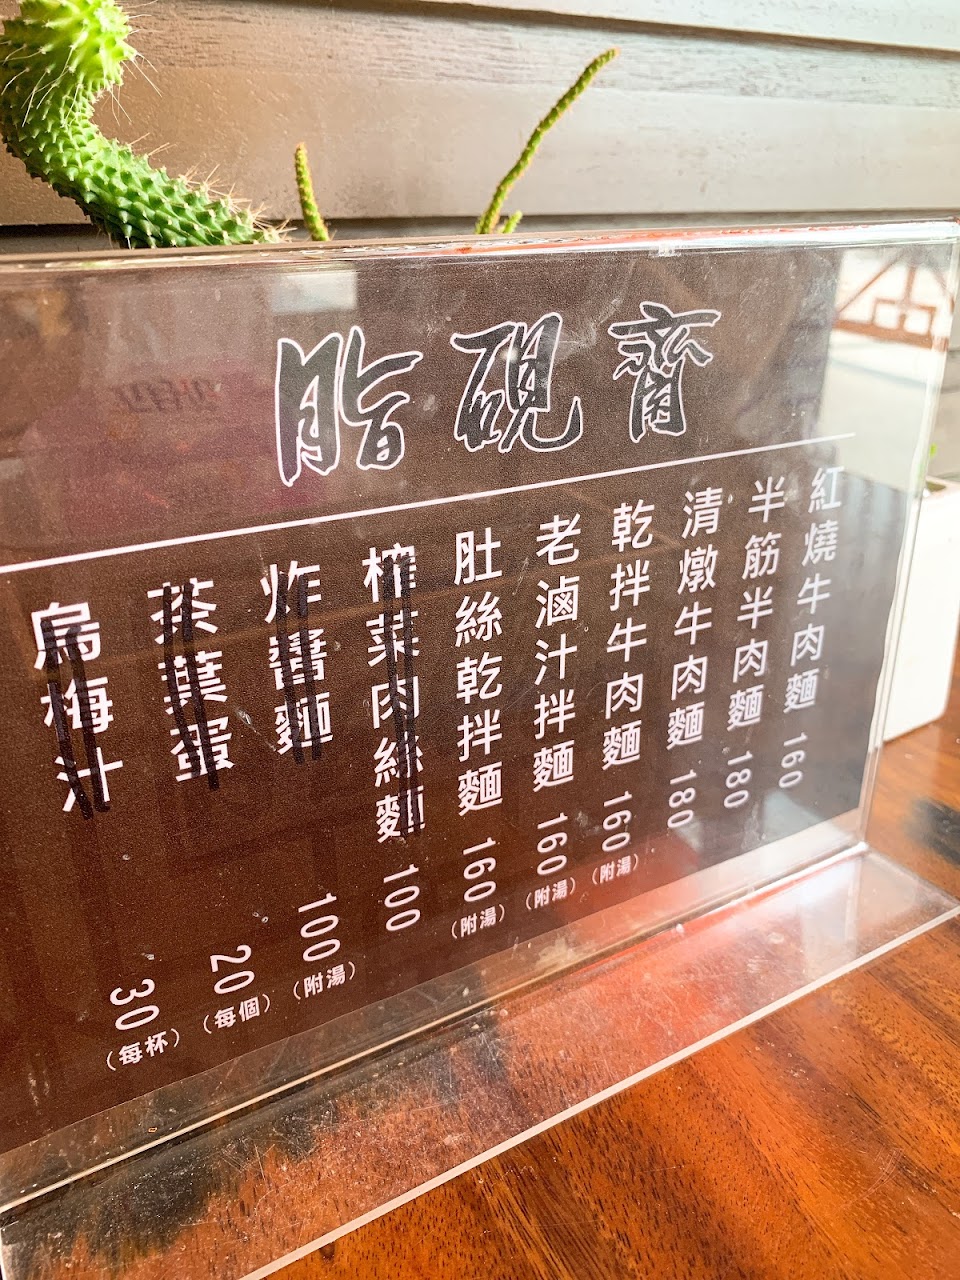 脂硯齋
紅燒牛肉麵 160
半筋半肉麵 180
清燉牛肉麵 180
乾拌牛肉麵 160 (附湯)
老滷汁拌麵 160 (附湯)
肚絲乾拌麵 160 (附湯)
榨菜肉絲麵 100
炸醬麵 100 (附湯)
茶葉蛋 20 (每個)
烏梅汁 30 (每杯)